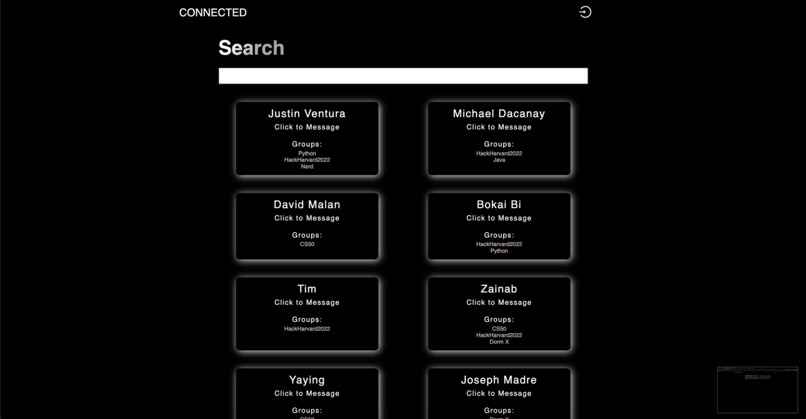 CONNECTED
Search
Justin Ventura
Click to Message
Groups:
Python
HackHarvard2022
Nerd
Michael Dacanay
Click to Message
Groups:
HackHarvard2022
Java
David Malan
Click to Message
Groups:
CS50
Bokai Bi
Click to Message
Groups:
HackHarvard2022
Python
Tim
Click to Message
Groups:
HackHarvard2022
Zainab
Click to Message
Groups:
CS50
HackHarvard2022
Dorm X
Yaying
Click to Message
Groups:
CS50
Joseph Madre
Click to Message
Groups:
Dorm X